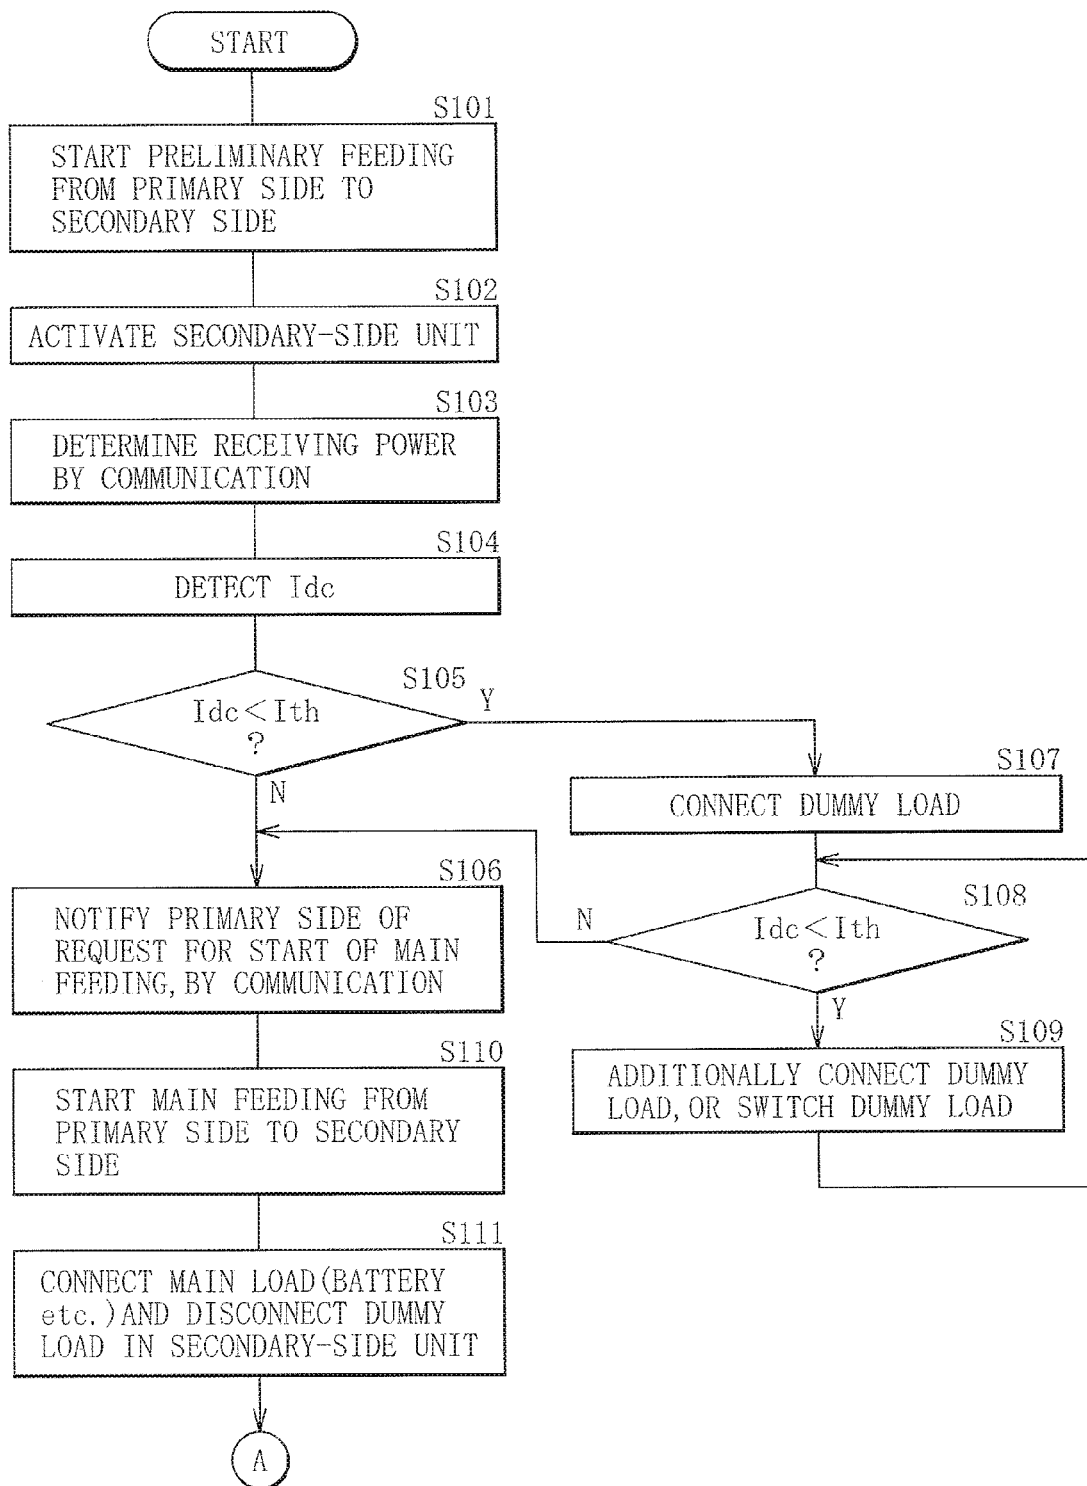 START
S101
START PRELIMINARY FEEDING
FROM PRIMARY SIDE TO
SECONDARY SIDE
S102
ACTIVATE SECONDARY-SIDE UNIT
S103
DETERMINE RECEIVING POWER
BY COMMUNICATION
S104
DETECT Idc
S105
Idc<Ith
?
Y
N
S107
CONNECT DUMMY LOAD
S106
NOTIFY PRIMARY SIDE OF
REQUEST FOR START OF MAIN
FEEDING, BY COMMUNICATION
S108
Idc<Ith
?
N
Y
S109
ADDITIONALLY CONNECT DUMMY
LOAD, OR SWITCH DUMMY LOAD
S110
START MAIN FEEDING FROM
PRIMARY SIDE TO SECONDARY
SIDE
S111
CONNECT MAIN LOAD(BATTERY
etc.)AND DISCONNECT DUMMY
LOAD IN SECONDARY-SIDE UNIT
A